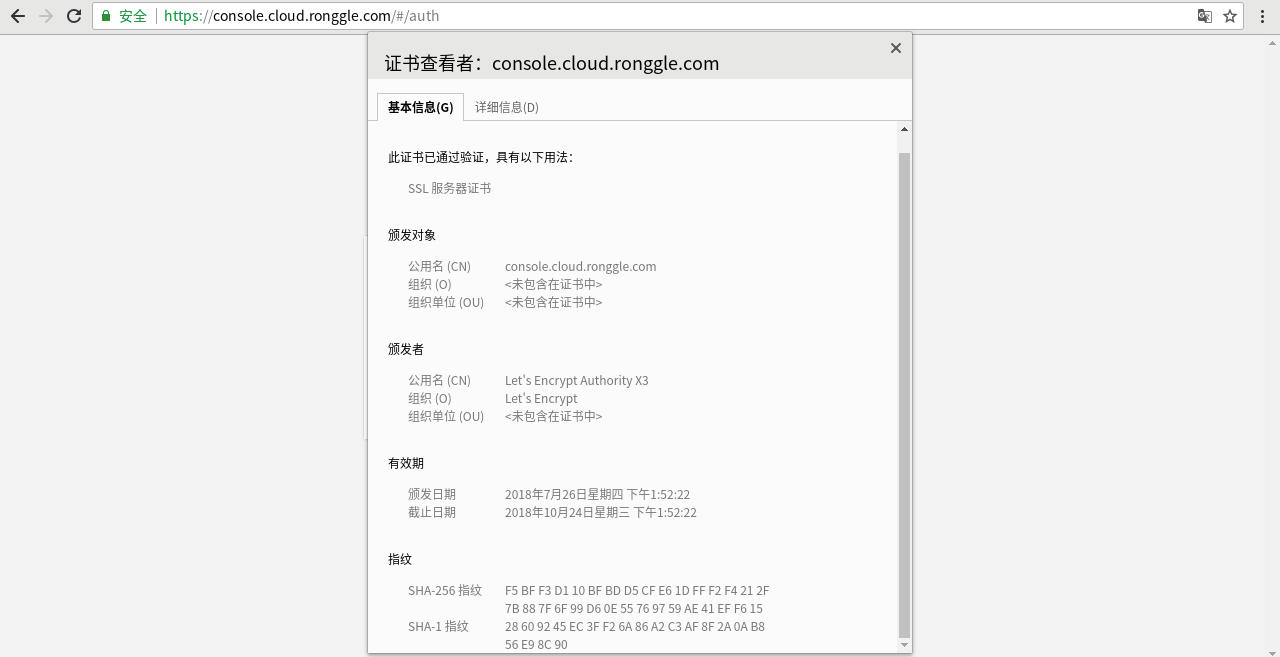 安全 https://console.cloud.ronggle.com/#/auth
证书查看者：console.cloud.ronggle.com
基本信息(G) 详细信息(D)
此证书已通过验证，具有以下用法：
SSL 服务器证书
颁发对象
公用名 (CN) console.cloud.ronggle.com
组织 (O) <未包含在证书中>
组织单位 (OU) <未包含在证书中>
颁发者
公用名 (CN) Let's Encrypt Authority X3
组织 (O) Let's Encrypt
组织单位 (OU) <未包含在证书中>
有效期
颁发日期 2018年7月26日星期四 下午1:52:22
截止日期 2018年10月24日星期三 下午1:52:22
指纹
SHA-256 指纹 F5 BF F3 D1 10 BF BD D5 CF E6 1D FF F2 F4 21 2F
7B 88 7F 6F 99 D6 0E 55 76 97 59 AE 41 EF F6 15
SHA-1 指纹 28 60 92 45 EC 3F F2 6A 86 A2 C3 AF 8F 2A 0A B8
56 E9 8C 90